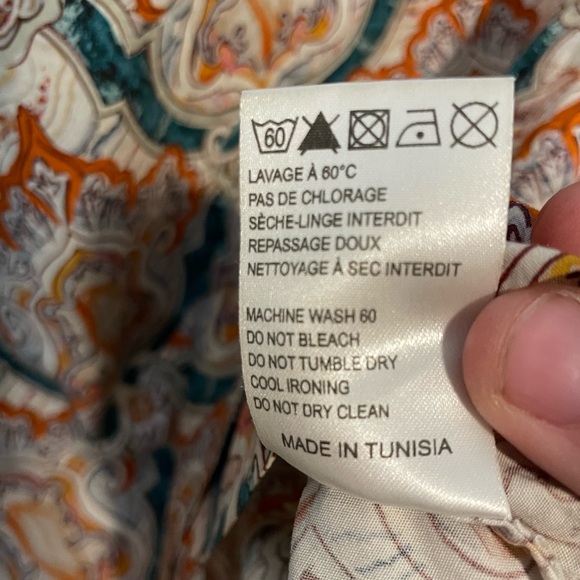 60
LAVAGE À 60°C
PAS DE CHLORAGE
SÈCHE-LINGE INTERDIT
REPASSAGE DOUX
NETTOYAGE À SEC INTERDIT
MACHINE WASH 60
DO NOT BLEACH
DO NOT TUMBLE DRY
COOL IRONING
DO NOT DRY CLEAN
MADE IN TUNISIA